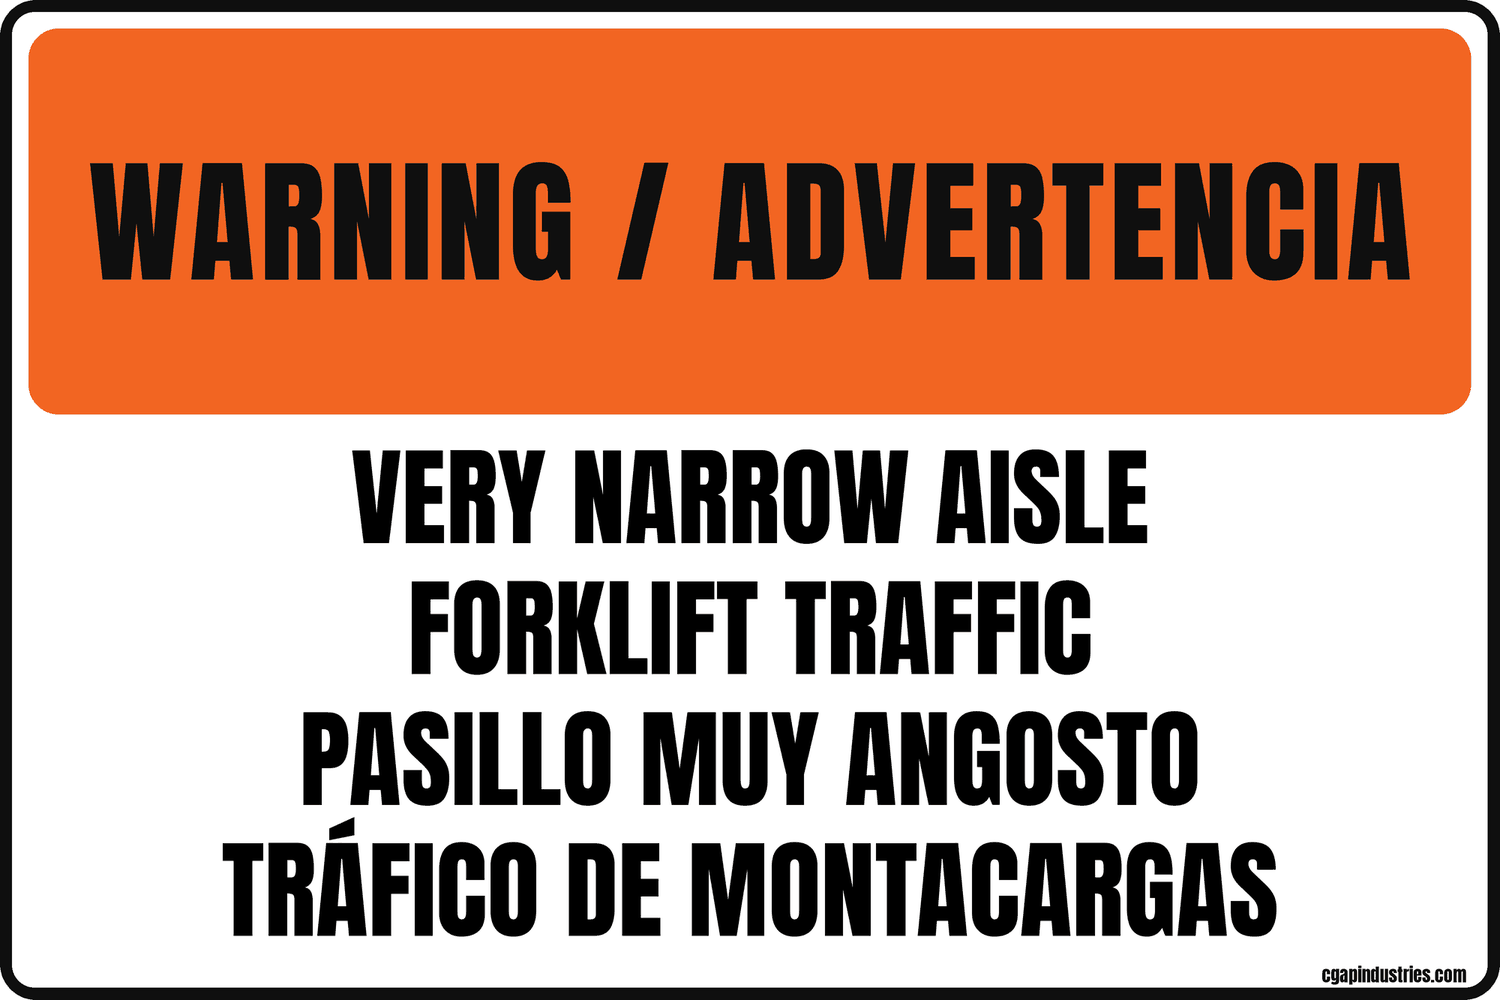 WARNING / ADVERTENCIA
VERY NARROW AISLE
FORKLIFT TRAFFIC
PASILLO MUY ANGOSTO
TRÁFICO DE MONTACARGAS
cgapindustries.com